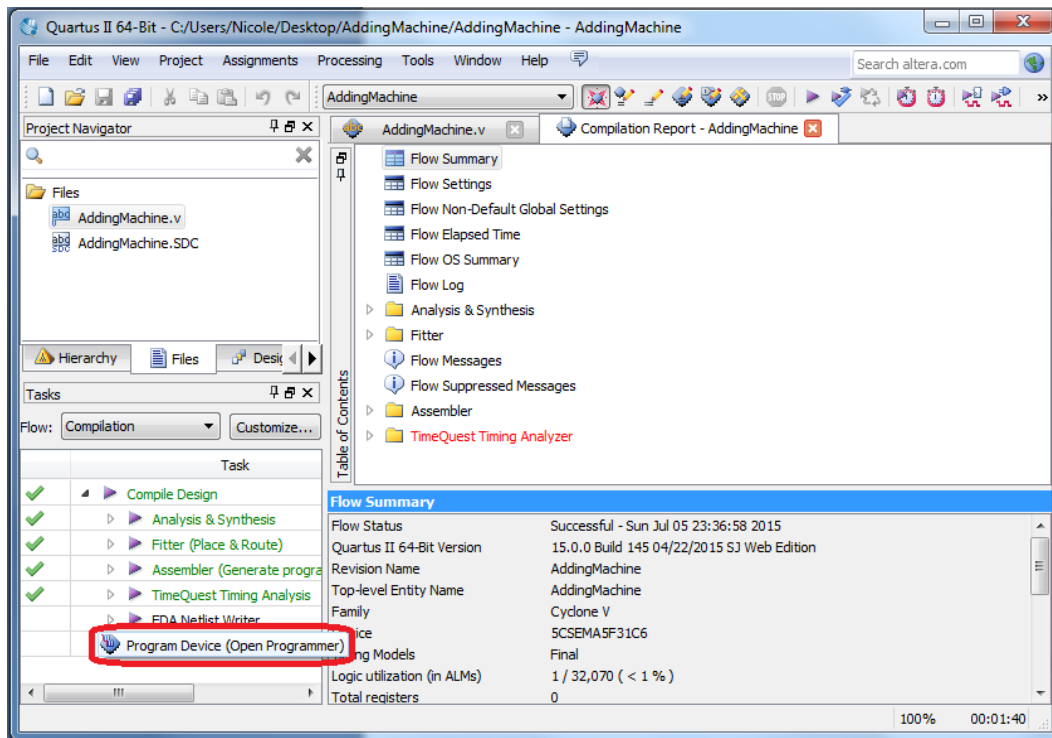 Quartus II 64-Bit - C:/Users/Nicole/Desktop/AddingMachine/AddingMachine - AddingMachine
File Edit View Project Assignments Processing Tools Window Help
Search altera.com
AddingMachine
Project Navigator
AddingMachine.v
Compilation Report - AddingMachine
Files
AddingMachine.v
AddingMachine.SDC
Hierarchy
Files
Table of Contents
Flow Summary
Flow Settings
Flow Non-Default Global Settings
Flow Elapsed Time
Flow OS Summary
Flow Log
Analysis & Synthesis
Fitter
Flow Messages
Flow Suppressed Messages
Assembler
TimeQuest Timing Analyzer
Tasks
Flow: Compilation Customize...
Task
Compile Design
Analysis & Synthesis
Fitter (Place & Route)
Assembler (Generate progra
TimeQuest Timing Analysis
EDA Netlist Writer
Program Device (Open Programmer)
Flow Summary
Flow Status Successful - Sun Jul 05 23:36:58 2015
Quartus II 64-Bit Version 15.0.0 Build 145 04/22/2015 SJ Web Edition
Revision Name AddingMachine
Top-level Entity Name AddingMachine
Family Cyclone V
5CSEMA5F31C6
Models Final
Logic utilization (in ALMs) 1 / 32,070 ( < 1 % )
Total registers 0
100% 00:01:40